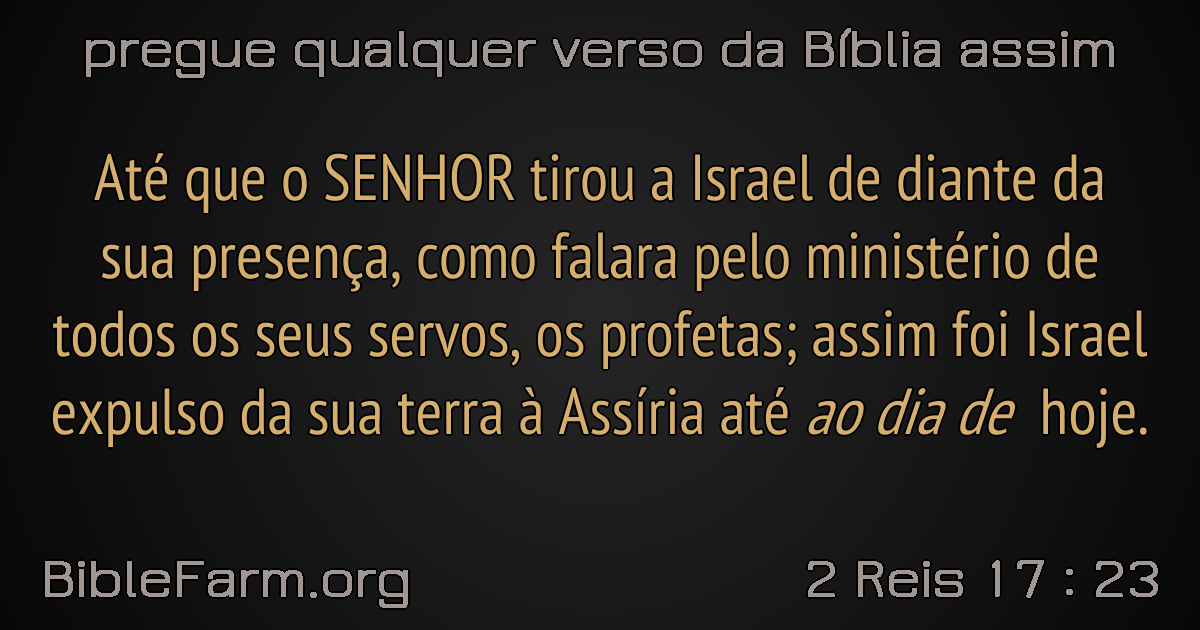 pregue qualquer verso da Bíblia assim
Até que o SENHOR tirou a Israel de diante da
sua presença, como falara pelo ministério de
todos os seus servos, os profetas; assim foi Israel
expulso da sua terra à Assíria até ao dia de hoje.
BibleFarm.org
2 Reis 17 : 23